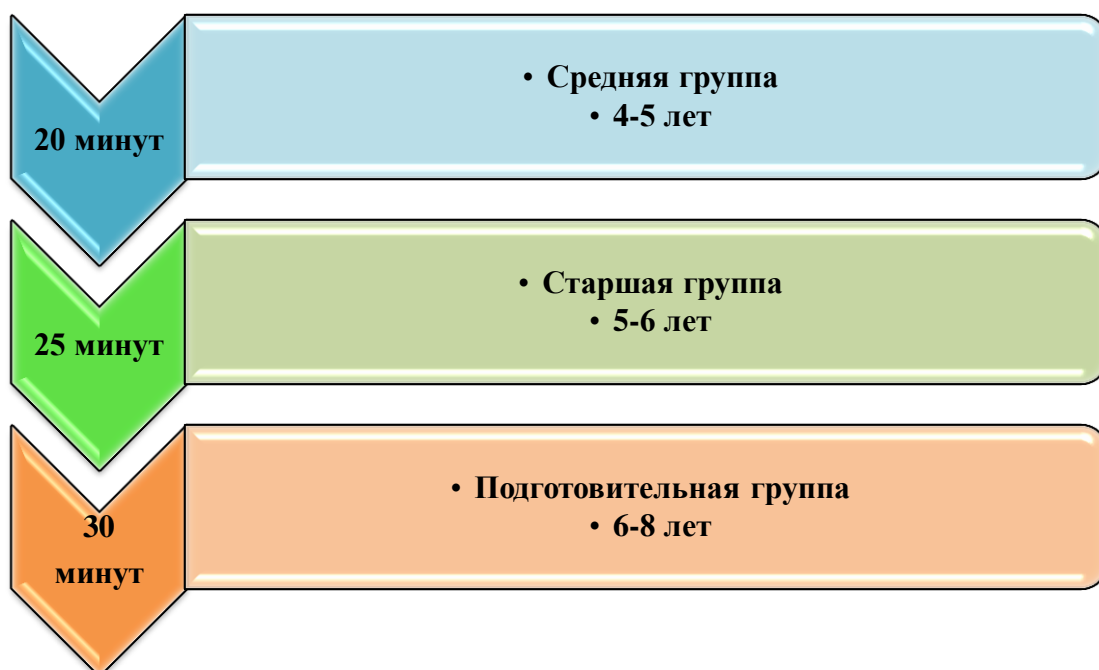 20 минут
• Средняя группа
• 4-5 лет
25 минут
• Старшая группа
• 5-6 лет
30
минут
• Подготовительная группа
• 6-8 лет